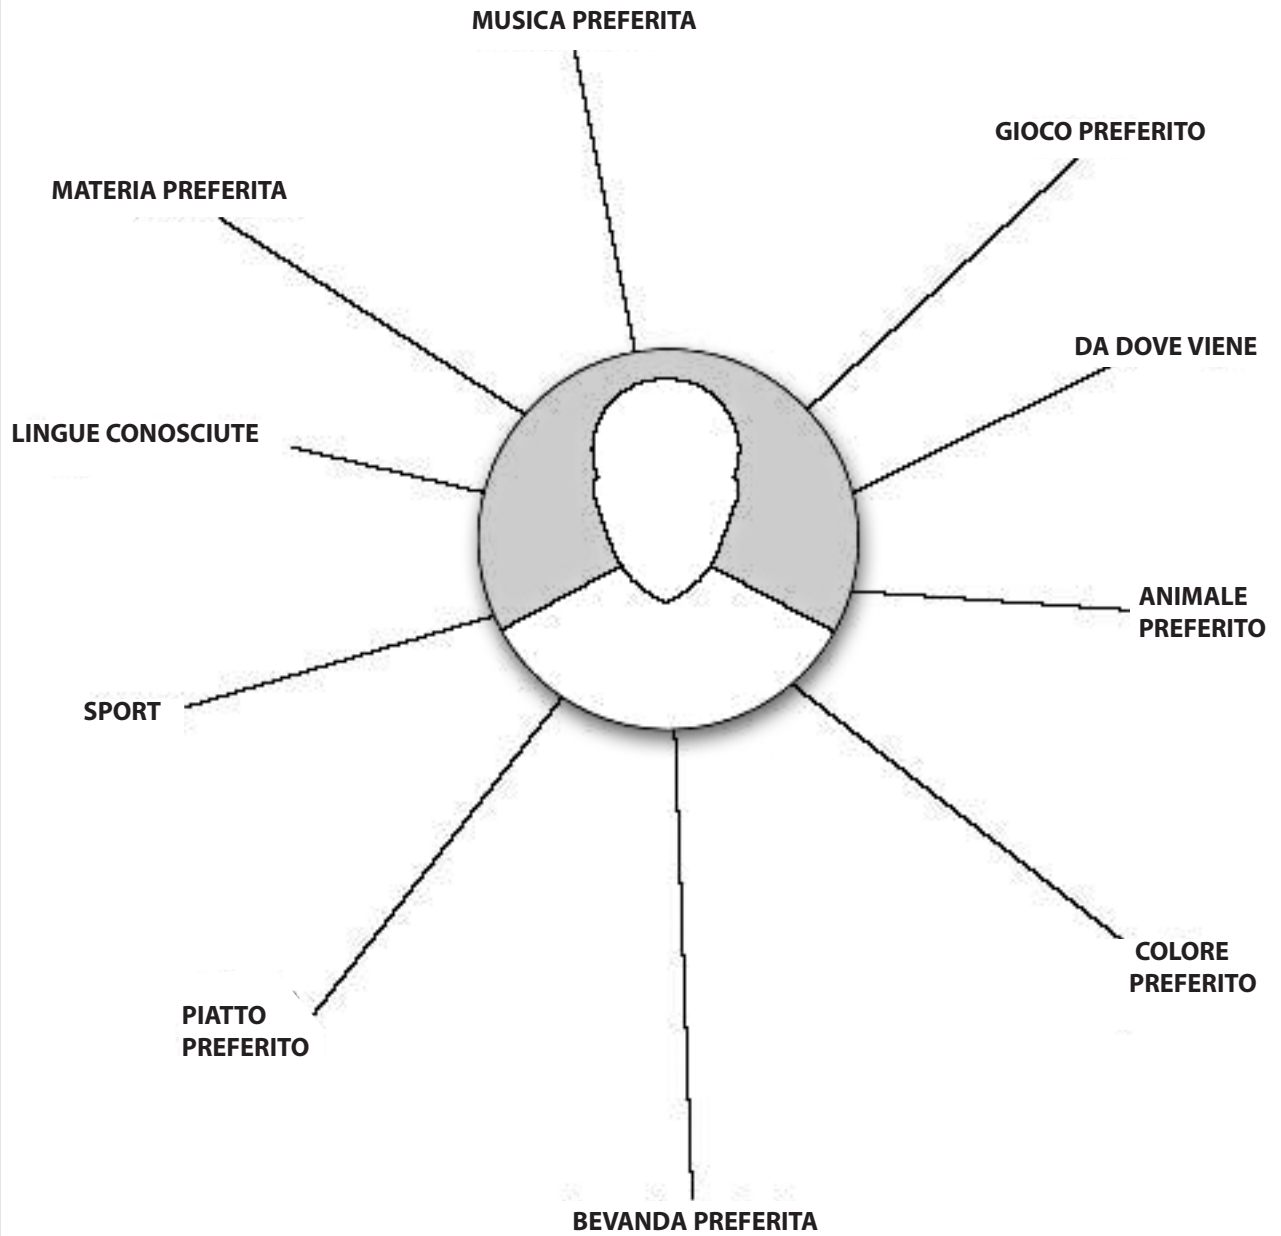 MUSICA PREFERITA
GIOCO PREFERITO
MATERIA PREFERITA
DA DOVE VIENE
LINGUE CONOSCIUTE
ANIMALE
PREFERITO
SPORT
COLORE
PREFERITO
PIATTO
PREFERITO
BEVANDA PREFERITA